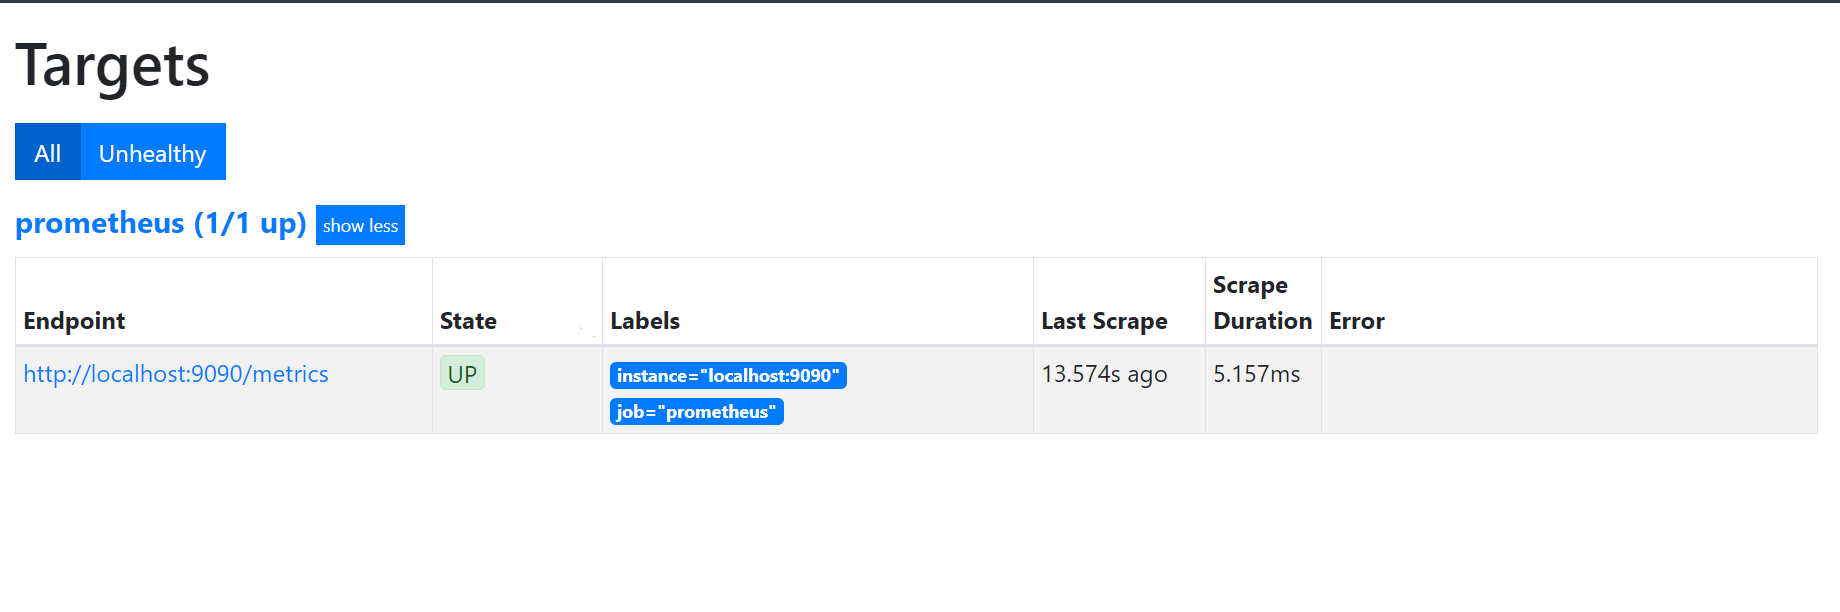 Targets
All Unhealthy
prometheus (1/1 up) show less
Endpoint State Labels Last Scrape Scrape Duration Error
http://localhost:9090/metrics UP instance="localhost:9090" 13.574s ago 5.157ms
job="prometheus"